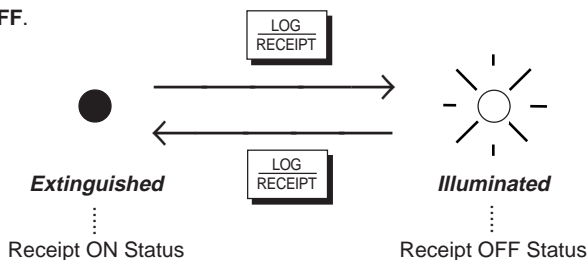 FF.
LOG
RECEIPT
LOG
RECEIPT
Extinguished
Illuminated
Receipt ON Status
Receipt OFF Status